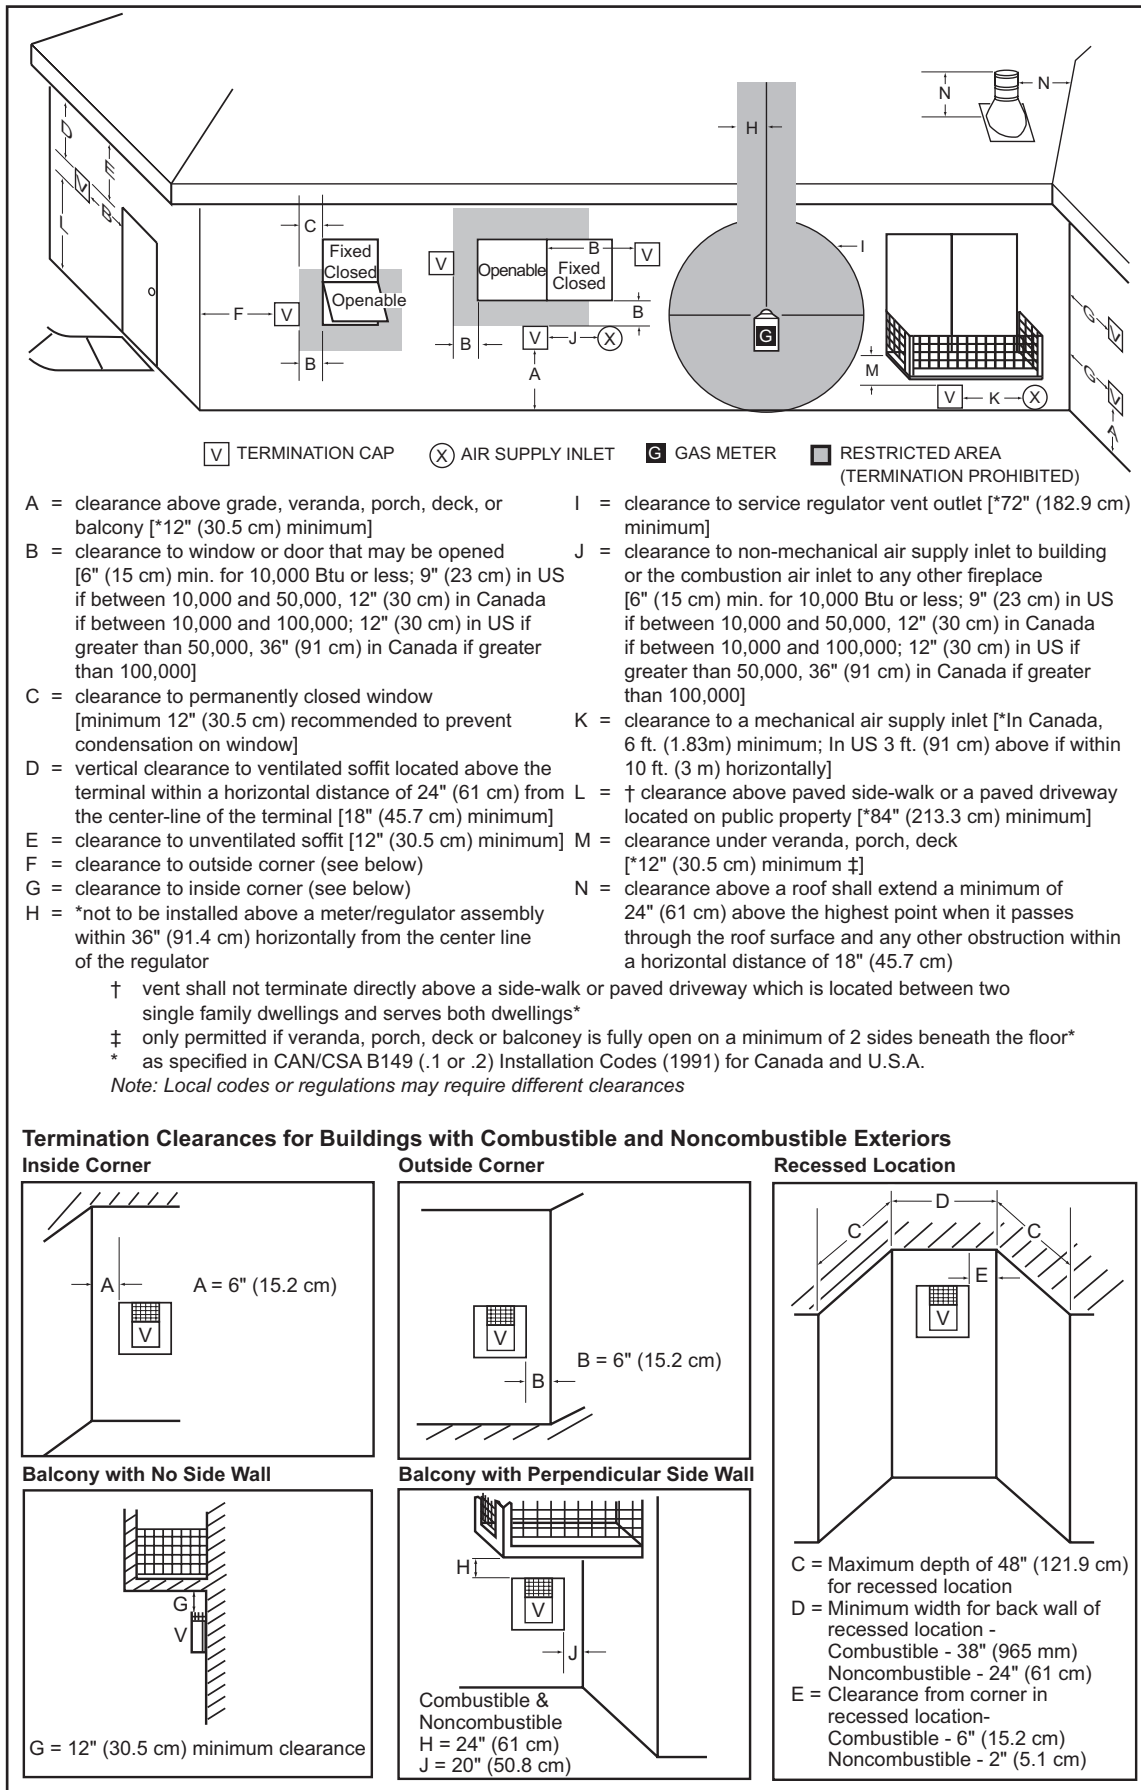 D
E
V
B
L
C
Fixed
Closed
Openable
F
V
B
V
Openable
B
Fixed
Closed
V
B
B
V
J
X
A
H
I
G
N
N
M
V
K
X
G
V
G
V
A
V TERMINATION CAP
X AIR SUPPLY INLET
G GAS METER
RESTRICTED AREA
(TERMINATION PROHIBITED)
A = clearance above grade, veranda, porch, deck, or
balcony [*12" (30.5 cm) minimum]
B = clearance to window or door that may be opened
[6" (15 cm) min. for 10,000 Btu or less; 9" (23 cm) in US
if between 10,000 and 50,000, 12" (30 cm) in Canada
if between 10,000 and 100,000; 12" (30 cm) in US if
greater than 50,000, 36" (91 cm) in Canada if greater
than 100,000]
C = clearance to permanently closed window
[minimum 12" (30.5 cm) recommended to prevent
condensation on window]
D = vertical clearance to ventilated soffit located above the
terminal within a horizontal distance of 24" (61 cm) from
the center-line of the terminal [18" (45.7 cm) minimum]
E = clearance to unventilated soffit [12" (30.5 cm) minimum]
F = clearance to outside corner (see below)
G = clearance to inside corner (see below)
H = *not to be installed above a meter/regulator assembly
within 36" (91.4 cm) horizontally from the center line
of the regulator
I = clearance to service regulator vent outlet [*72" (182.9 cm)
minimum]
J = clearance to non-mechanical air supply inlet to building
or the combustion air inlet to any other fireplace
[6" (15 cm) min. for 10,000 Btu or less; 9" (23 cm) in US
if between 10,000 and 50,000, 12" (30 cm) in Canada
if between 10,000 and 100,000; 12" (30 cm) in US if
greater than 50,000, 36" (91 cm) in Canada if greater
than 100,000]
K = clearance to a mechanical air supply inlet [*In Canada,
6 ft. (1.83m) minimum; In US 3 ft. (91 cm) above if within
10 ft. (3 m) horizontally]
L = † clearance above paved side-walk or a paved driveway
located on public property [*84" (213.3 cm) minimum]
M = clearance under veranda, porch, deck
[*12" (30.5 cm) minimum ‡]
N = clearance above a roof shall extend a minimum of
24" (61 cm) above the highest point when it passes
through the roof surface and any other obstruction within
a horizontal distance of 18" (45.7 cm)
† vent shall not terminate directly above a side-walk or paved driveway which is located between two
single family dwellings and serves both dwellings*
‡ only permitted if veranda, porch, deck or balconey is fully open on a minimum of 2 sides beneath the floor*
* as specified in CAN/CSA B149 (.1 or .2) Installation Codes (1991) for Canada and U.S.A.
Note: Local codes or regulations may require different clearances
Termination Clearances for Buildings with Combustible and Noncombustible Exteriors
Inside Corner
A
A = 6" (15.2 cm)
V
Outside Corner
V
B = 6" (15.2 cm)
B
Recessed Location
D
C
C
E
V
C = Maximum depth of 48" (121.9 cm)
for recessed location
D = Minimum width for back wall of
recessed location -
Combustible - 38" (965 mm)
Noncombustible - 24" (61 cm)
E = Clearance from corner in
recessed location-
Combustible - 6" (15.2 cm)
Noncombustible - 2" (5.1 cm)
Balcony with No Side Wall
G
V
G = 12" (30.5 cm) minimum clearance
Balcony with Perpendicular Side Wall
H
V
J
Combustible &
Noncombustible
H = 24" (61 cm)
J = 20" (50.8 cm)